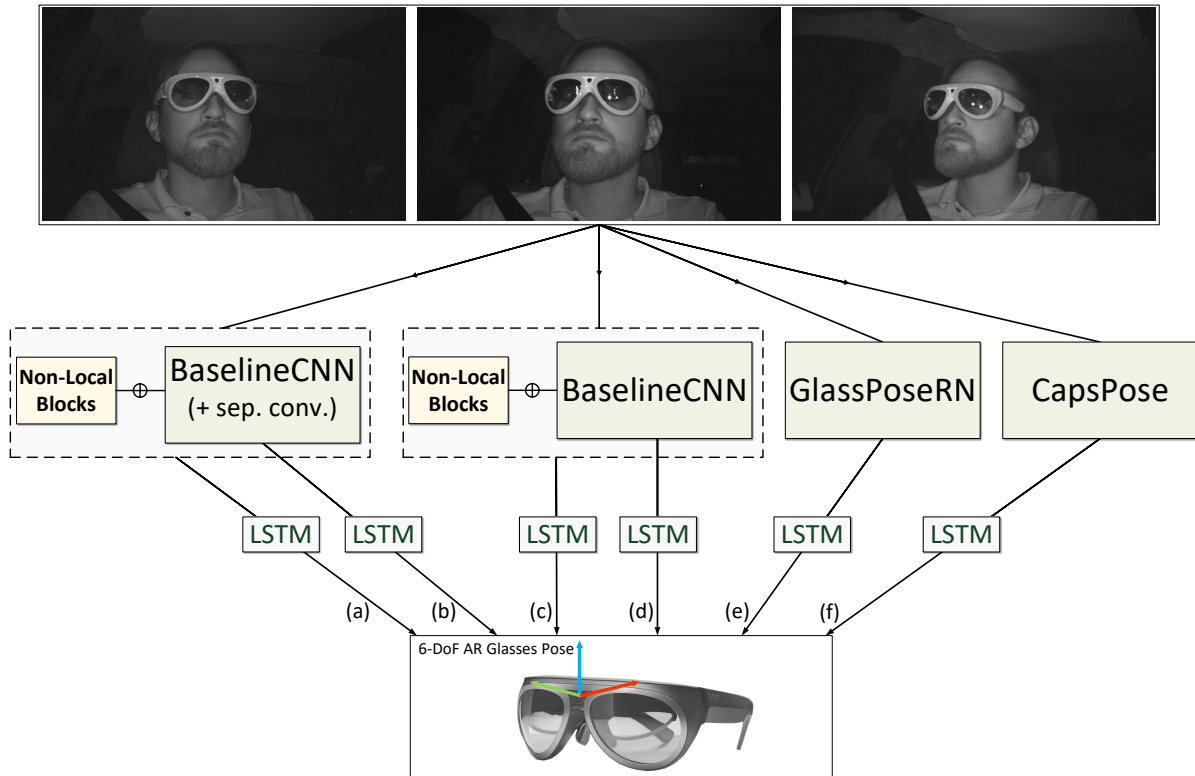 Non-Local
Blocks
BaselineCNN
(+ sep. conv.)
Non-Local
Blocks
BaselineCNN
GlassPoseRN
CapsPose
LSTM
LSTM
LSTM
LSTM
LSTM
LSTM
(a)
(b)
(c)
(d)
(e)
(f)
6-DoF AR Glasses Pose